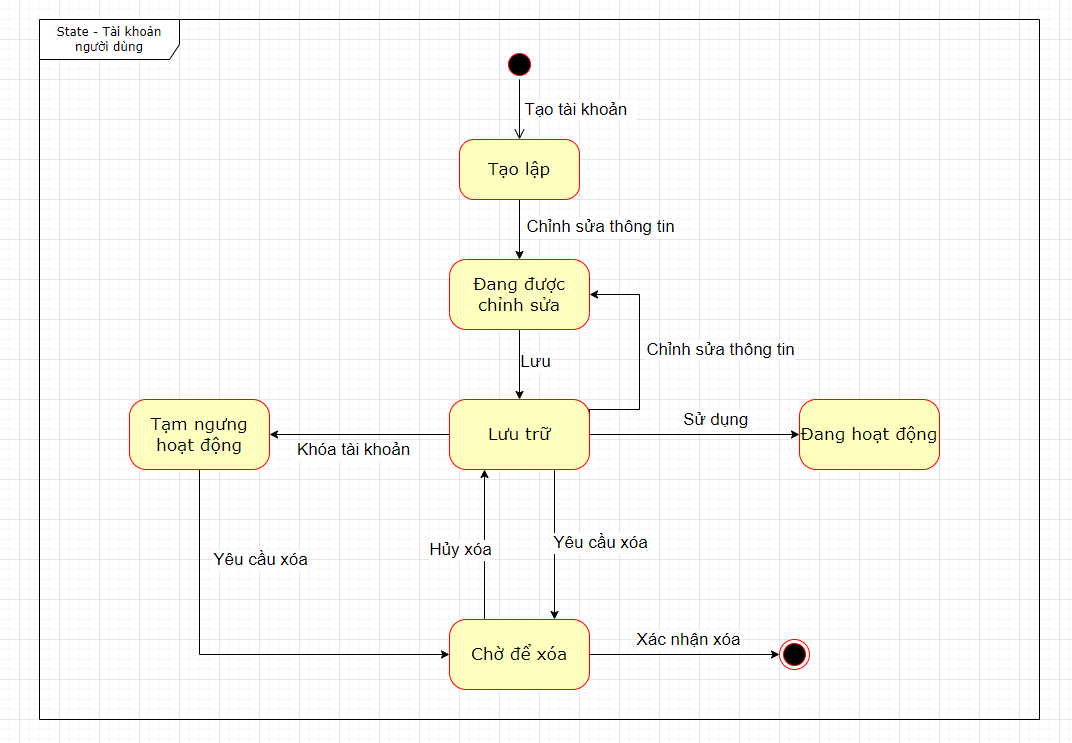 State - Tài khoản
người dùng
Tạo tài khoản
Tạo lập
Chỉnh sửa thông tin
Đang được
chỉnh sửa
Lưu
Chỉnh sửa thông tin
Tạm ngưng
hoạt động
Khóa tài khoản
Lưu trữ
Sử dụng
Đang hoạt động
Yêu cầu xóa
Hủy xóa
Yêu cầu xóa
Chờ để xóa
Xác nhận xóa